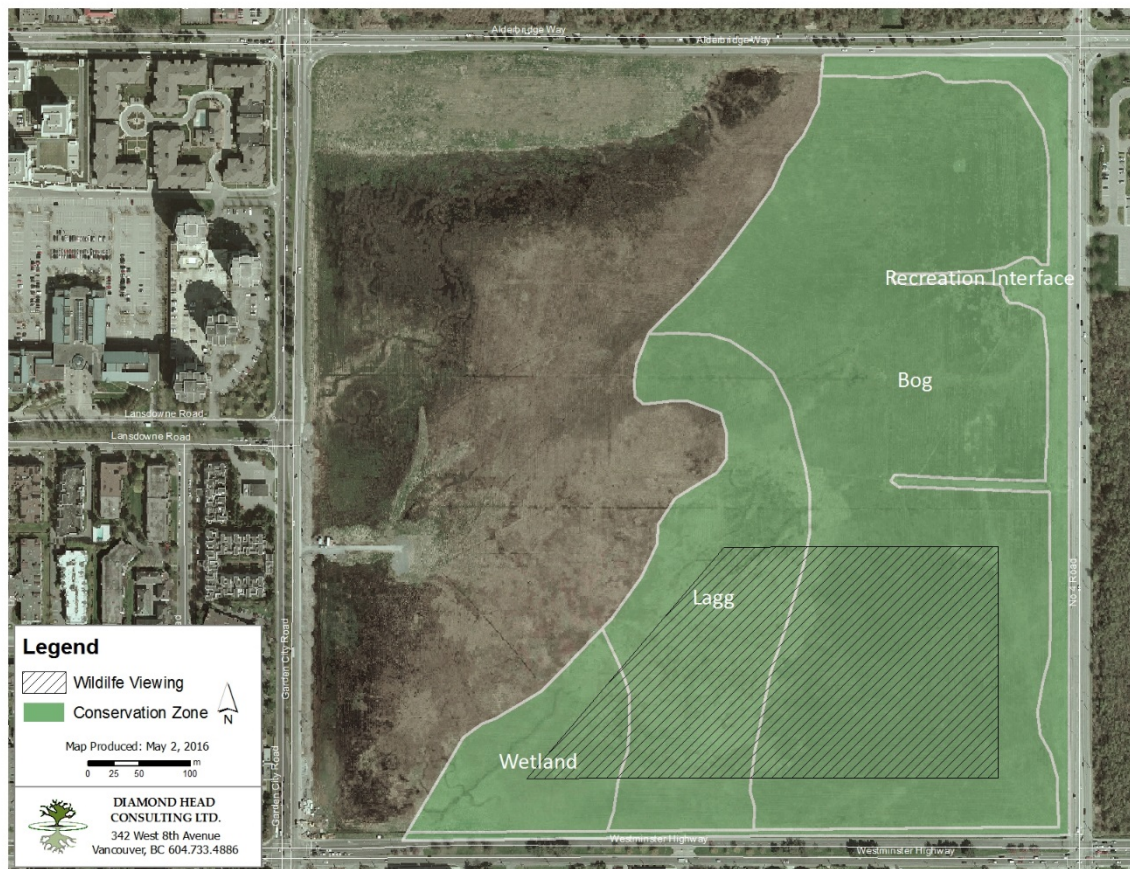 Alderbridge Way
Alderbridge Way
Recreation Interface
Bog
Lansdowne Road
Lansdowne Road
No 4 Road
Lagg
Garden City Road
Wetland
Garden City Road
Westminster Highway
Westminster Highway
Legend
Wildilfe Viewing
Conservation Zone
N
Map Produced: May 2, 2016
m
0 25 50 100
DIAMOND HEAD
CONSULTING LTD.
342 West 8th Avenue
Vancouver, BC 604.733.4886